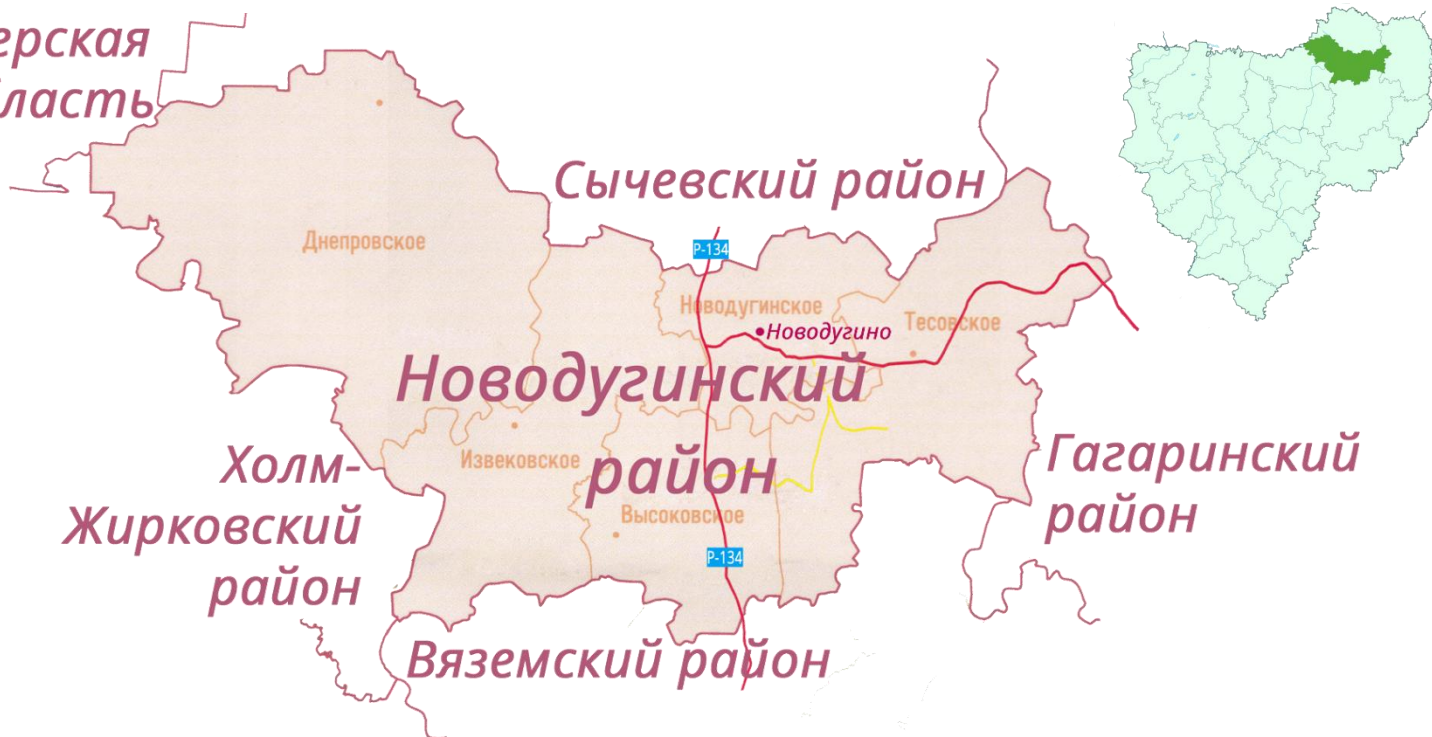 ерская
ласть
Сычевский район
Днепровское
Р-134
Новодугинское
Новодугино
Тесовское
Новодугинский
район
Холм-
Жирковский
район
Извековское
Высоковское
Р-134
Гагаринский
район
Вяземский район